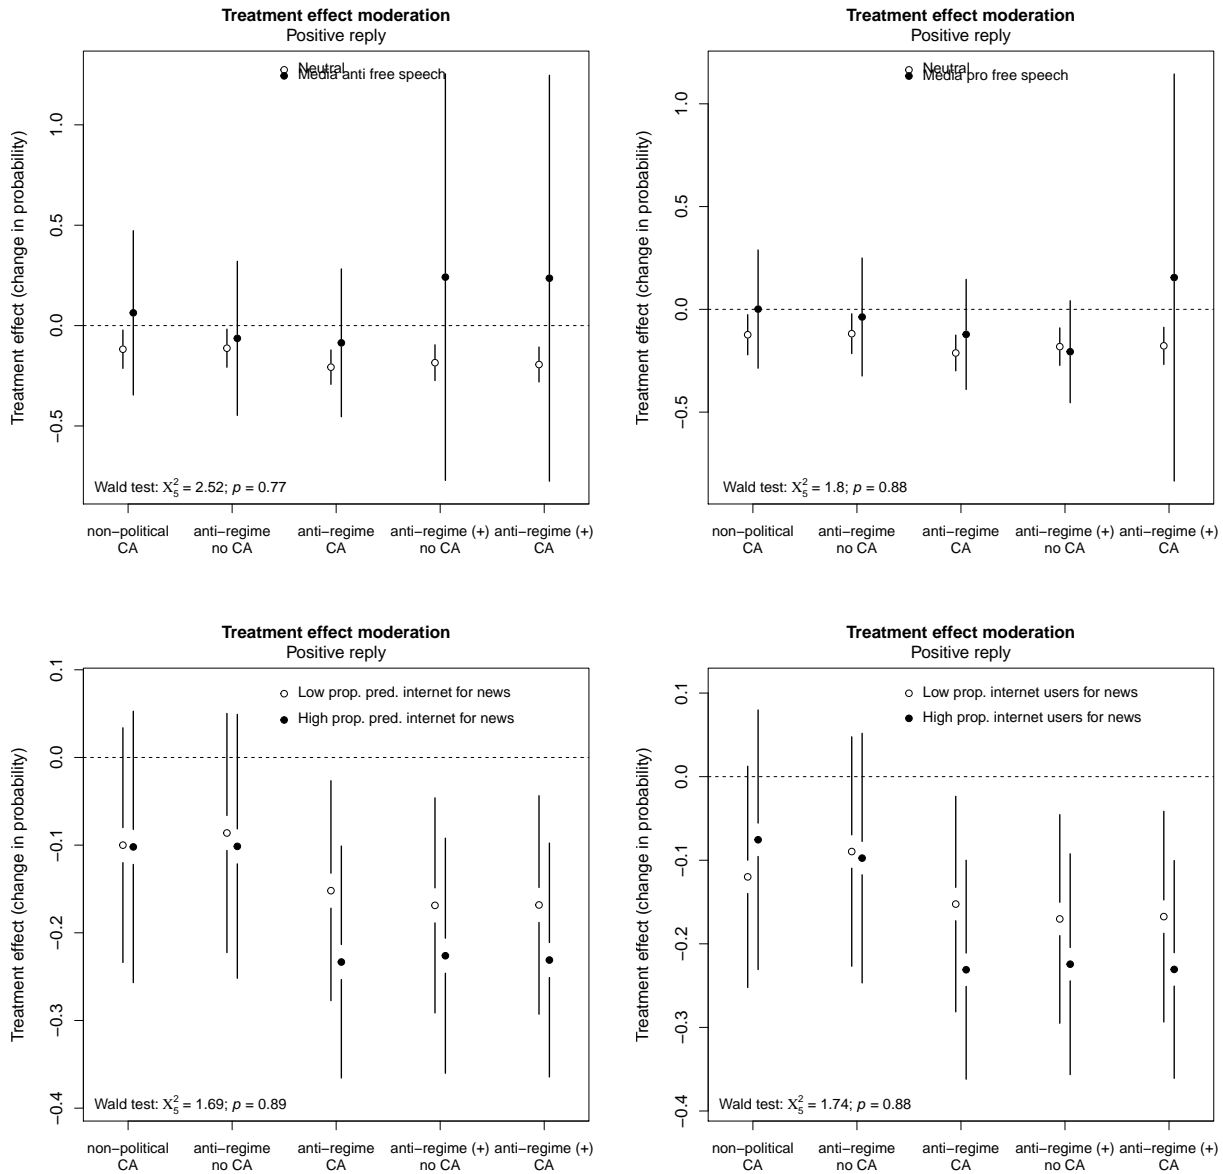 Treatment effect moderation
Positive reply
Neutral
Media anti free speech
Treatment effect (change in probability)
1.0
0.5
0.0
−0.5
Wald test: X²₅ = 2.52; p = 0.77
non−political CA
anti−regime no CA
anti−regime CA
anti−regime (+) no CA
anti−regime (+) CA
Treatment effect moderation
Positive reply
Neutral
Media pro free speech
Treatment effect (change in probability)
1.0
0.5
0.0
−0.5
Wald test: X²₅ = 1.8; p = 0.88
non−political CA
anti−regime no CA
anti−regime CA
anti−regime (+) no CA
anti−regime (+) CA
Treatment effect moderation
Positive reply
Low prop. pred. internet for news
High prop. pred. internet for news
Treatment effect (change in probability)
0.1
0.0
−0.1
−0.2
−0.3
−0.4
Wald test: X²₅ = 1.69; p = 0.89
non−political CA
anti−regime no CA
anti−regime CA
anti−regime (+) no CA
anti−regime (+) CA
Treatment effect moderation
Positive reply
Low prop. internet users for news
High prop. internet users for news
Treatment effect (change in probability)
0.1
0.0
−0.1
−0.2
−0.3
−0.4
Wald test: X²₅ = 1.74; p = 0.88
non−political CA
anti−regime no CA
anti−regime CA
anti−regime (+) no CA
anti−regime (+) CA